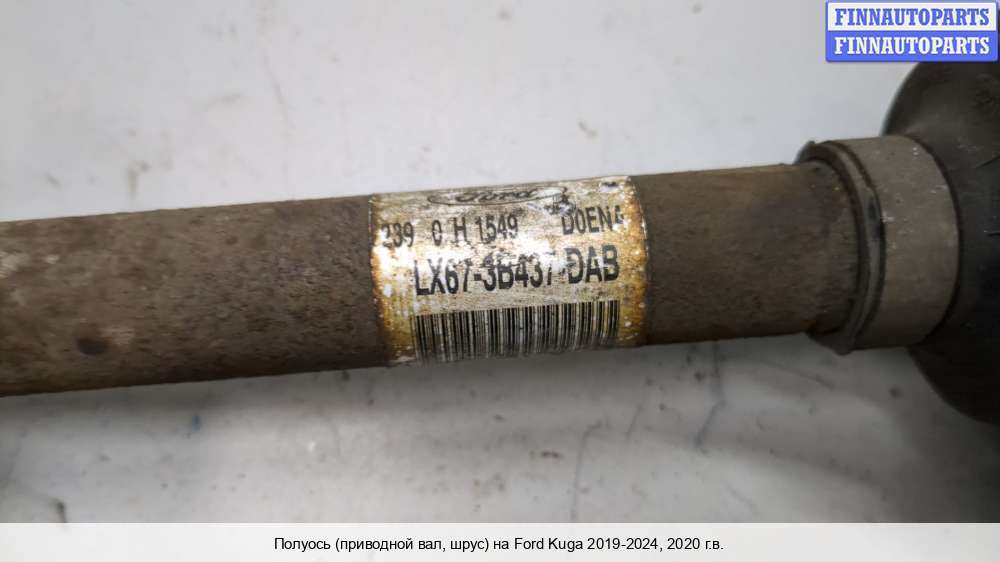 FINNAUTOPARTS
FINNAUTOPARTS
Ford
239 0 H 1549 D0ENA
LX67-3B437-DAB
Полуось (приводной вал, шрус) на Ford Kuga 2019-2024, 2020 г.в.